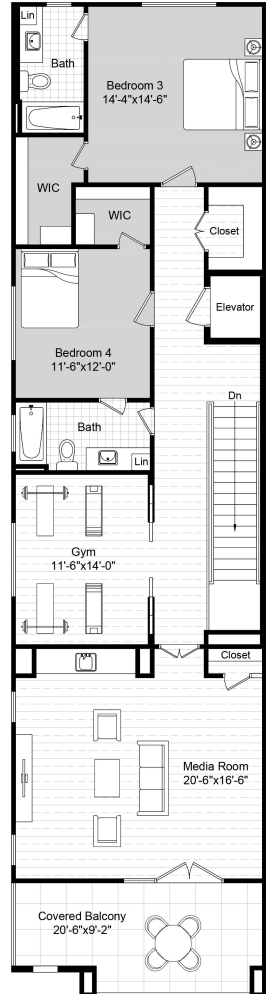 Lin
Bath
Bedroom 3
14'-4"x14'-6"
WIC
WIC
Closet
Elevator
Bedroom 4
11'-6"x12'-0"
Dn
Bath
Lin
Gym
11'-6"x14'-0"
Closet
Media Room
20'-6"x16'-6"
Covered Balcony
20'-6"x9'-2"